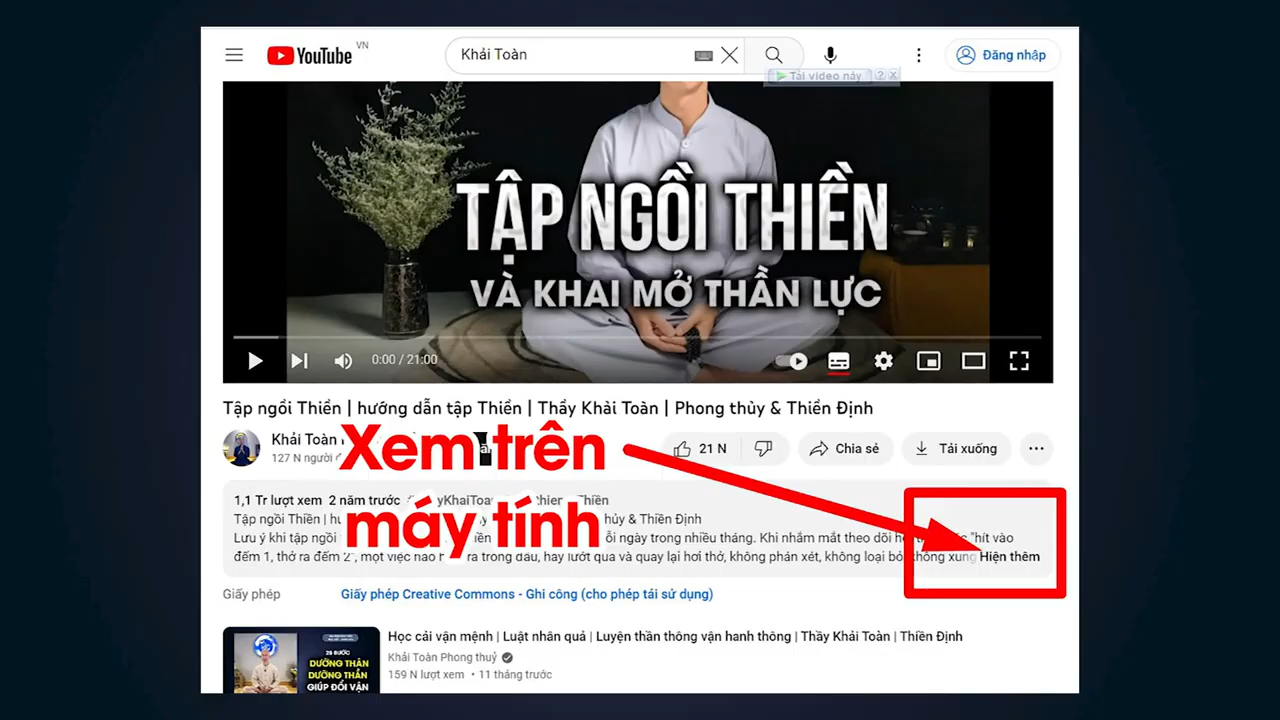 YouTube VN
Khải Toàn
Đăng nhập
Tải video này ? X
TẬP NGỒI THIỀN
VÀ KHAI MỞ THẦN LỰC
0:00 / 21:00
Tập ngồi Thiền | hướng dẫn tập Thiền | Thầy Khải Toàn | Phong thủy & Thiền Định
Khải Toàn
127 N người
21 N
Chia sẻ
Tải xuống
Xem trên
máy tính
1,1 Tr lượt xem 2 năm trước
Thiền
Tập ngồi Thiền |
& Thiền Định
Lưu ý khi tập ngồi
ngày trong nhiều tháng. Khi nhắm mắt theo dõi
"hít vào
đếm 1, thở ra đếm 2", một việc nào
ra trong đầu, hãy lướt qua và quay lại hơi thở, không phán xét, không loại bỏ
không
Hiện thêm
Giấy phép
Giấy phép Creative Commons - Ghi công (cho phép tái sử dụng)
28 BƯỚC
DƯỠNG THÂN
DƯỠNG THẦN
GIÚP ĐỔI VẬN
Học cải vận mệnh | Luật nhân quả | Luyện thần thông vận hanh thông | Thầy Khải Toàn | Thiền Định
Khải Toàn Phong thuỷ
159 N lượt xem • 11 tháng trước